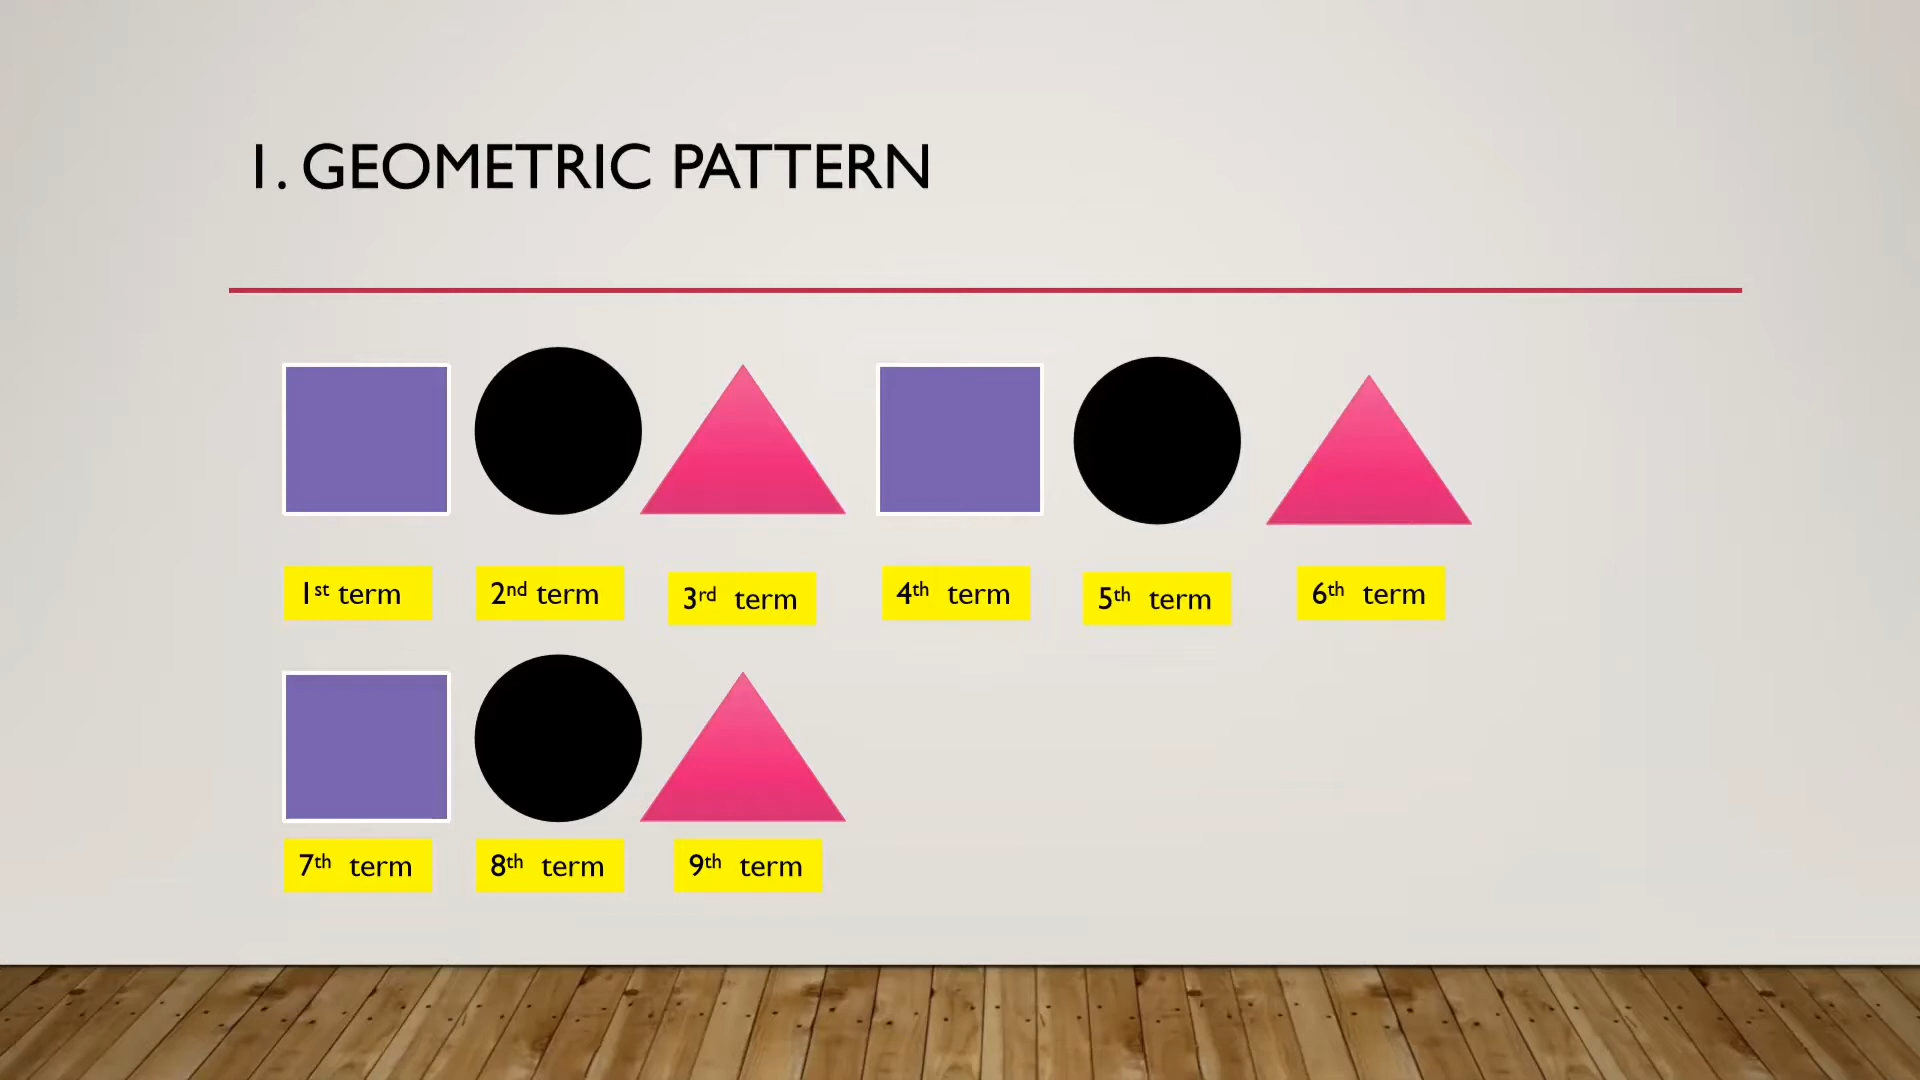 1. GEOMETRIC PATTERN
1st term 2nd term 3rd term 4th term 5th term 6th term
7th term 8th term 9th term